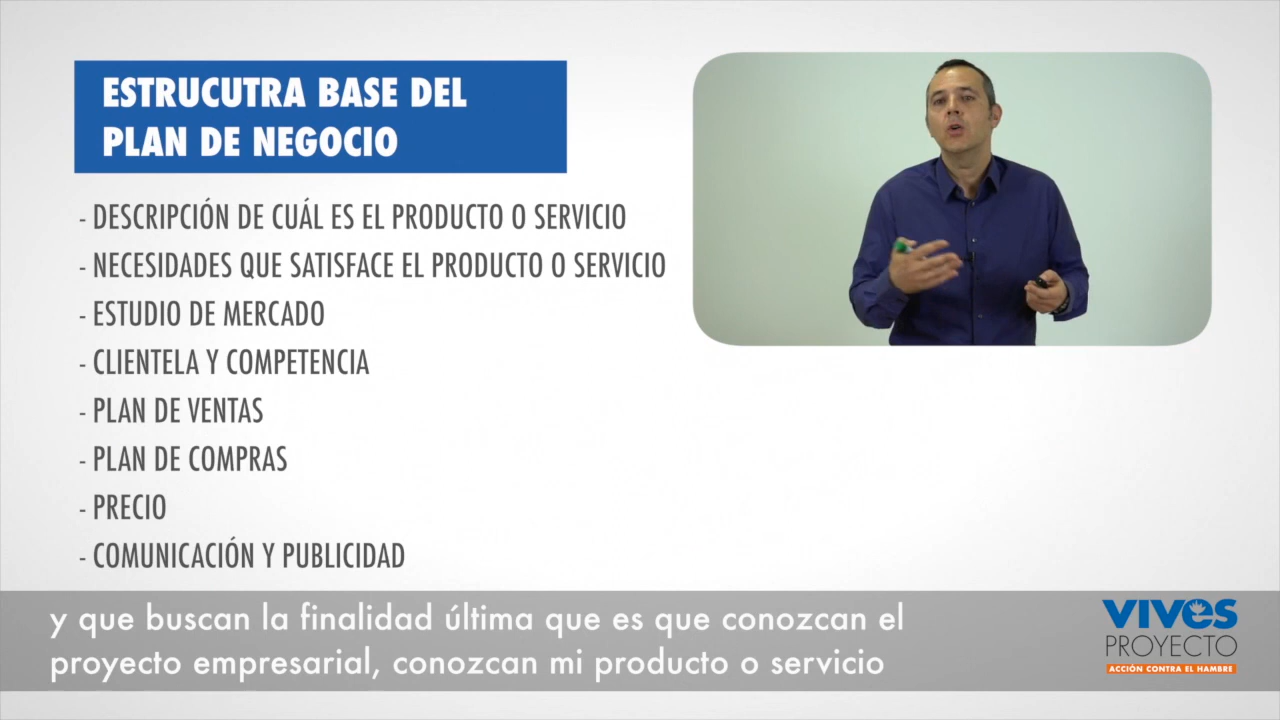 ESTRUCUTRA BASE DEL
PLAN DE NEGOCIO
- DESCRIPCIÓN DE CUÁL ES EL PRODUCTO O SERVICIO
- NECESIDADES QUE SATISFACE EL PRODUCTO O SERVICIO
- ESTUDIO DE MERCADO
- CLIENTELA Y COMPETENCIA
- PLAN DE VENTAS
- PLAN DE COMPRAS
- PRECIO
- COMUNICACIÓN Y PUBLICIDAD
y que buscan la finalidad última que es que conozcan el
proyecto empresarial, conozcan mi producto o servicio
VIVES
PROYECTO
ACCIÓN CONTRA EL HAMBRE